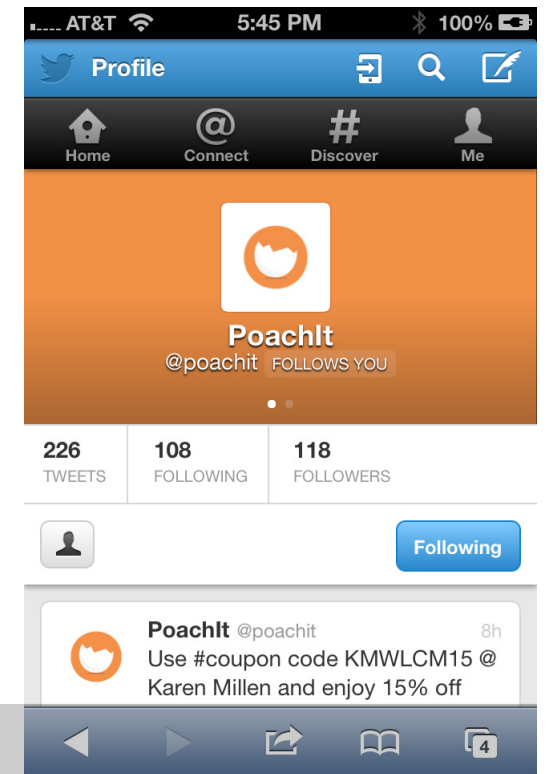 AT&T 5:45 PM 100%
Profile
Home Connect Discover Me
PoachIt
@poachit FOLLOWS YOU
226 108 118
TWEETS FOLLOWING FOLLOWERS
Following
PoachIt @poachit 8h
Use #coupon code KMWLCM15 @
Karen Millen and enjoy 15% off
4